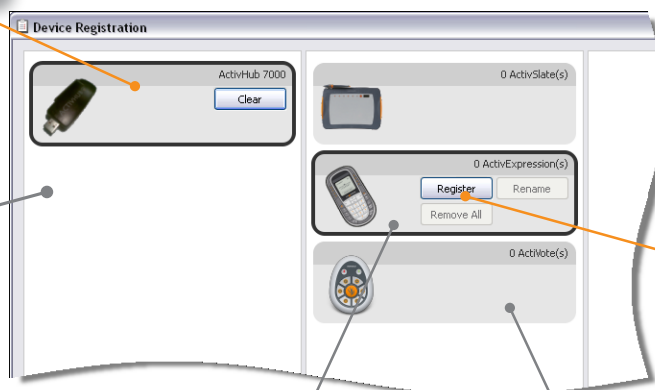 Device Registration
ActivHub 7000
Clear
0 ActivSlate(s)
0 ActivExpression(s)
Register
Rename
Remove All
0 ActiVote(s)